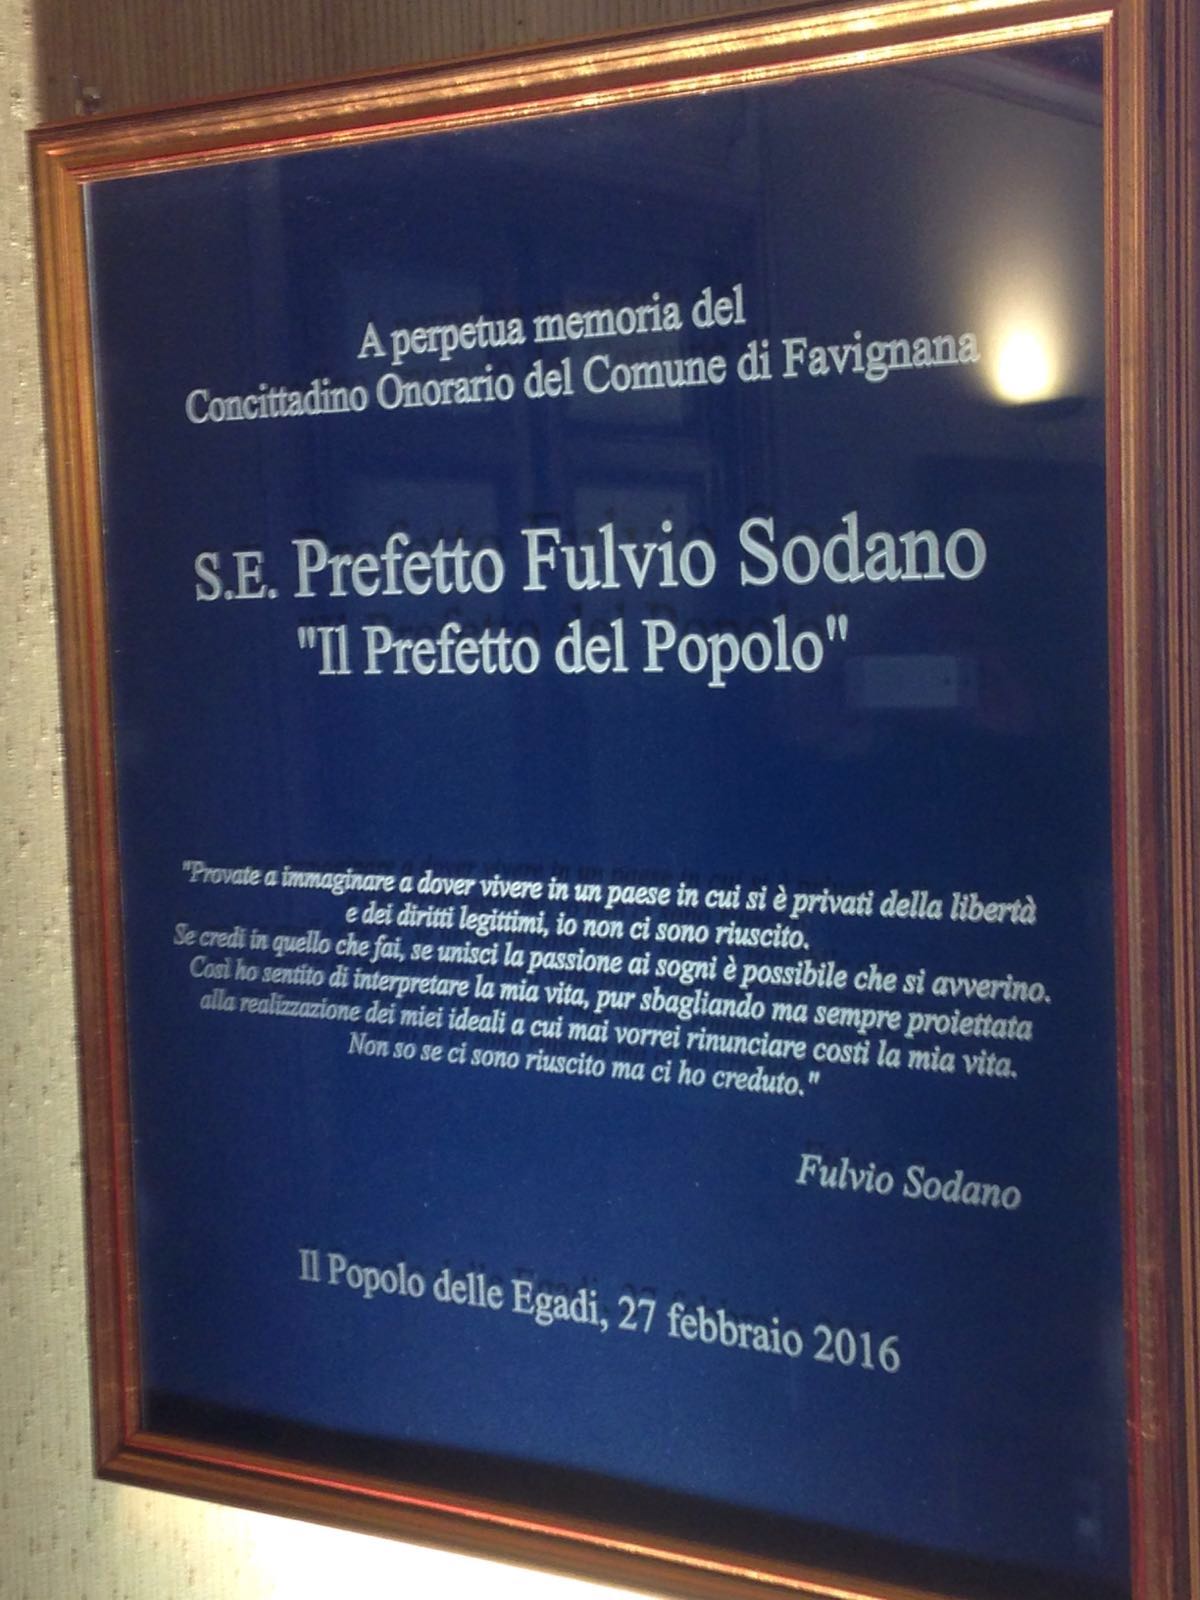 A perpetua memoria del
Concittadino Onorario del Comune di Favignana
S.E. Prefetto Fulvio Sodano
"Il Prefetto del Popolo"
"Provate a immaginare a dover vivere in un paese in cui si è privati della libertà
e dei diritti legittimi, io non ci sono riuscito.
Se credi in quello che fai, se unisci la passione ai sogni è possibile che si avverino.
Così ho sentito di interpretare la mia vita, pur sbagliando ma sempre proiettata
alla realizzazione dei miei ideali a cui mai vorrei rinunciare costi la mia vita.
Non so se ci sono riuscito ma ci ho creduto."
Fulvio Sodano
Il Popolo delle Egadi, 27 febbraio 2016